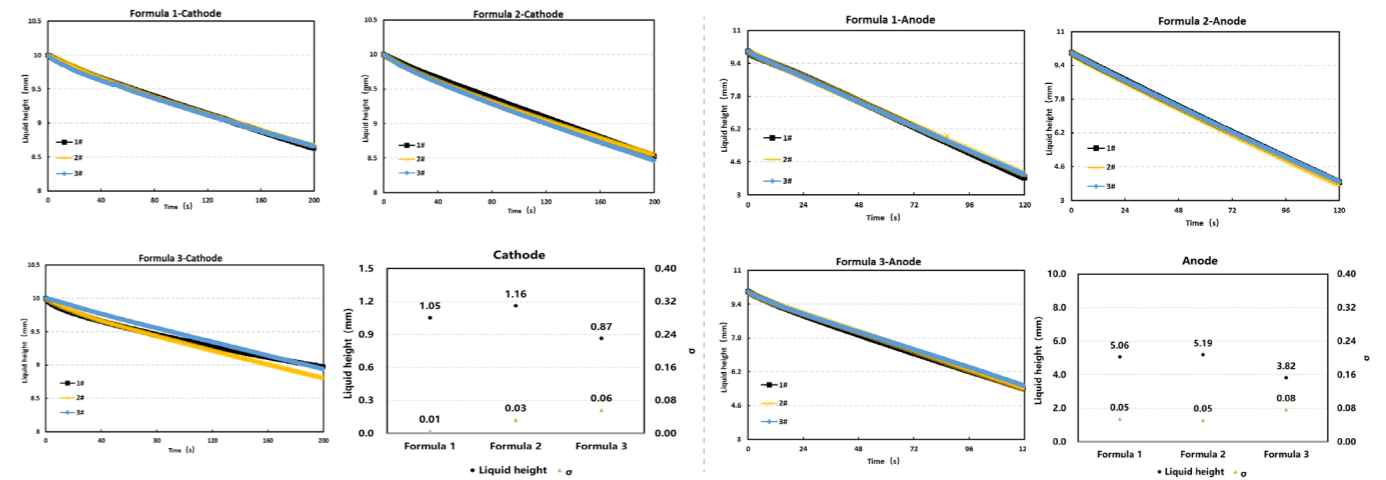 Formula 1-Cathode
10.5
10
9.5
9
8.5
8
Liquid height (mm)
1#
2#
3#
0 40 80 120 160 200
Time (s)
Formula 2-Cathode
10.5
10
9.5
9
8.5
8
Liquid height (mm)
1#
2#
3#
0 40 80 120 160 200
Time (s)
Formula 1-Anode
11
9.4
7.8
6.2
4.6
3
Liquid height (mm)
1#
2#
3#
0 24 48 72 96 120
Time (s)
Formula 2-Anode
11
9.4
7.8
6.2
4.6
3
Liquid height (mm)
1#
2#
3#
0 24 48 72 96 120
Time (s)
Formula 3-Cathode
10.5
10
9.5
9
8.5
8
Liquid height (mm)
1#
2#
3#
0 40 80 120 160 200
Time (s)
Cathode
1.5
1.2
0.9
0.6
0.3
0.0
Liquid height (mm)
1.05
1.16
0.87
0.01
0.03
0.06
0.40
0.32
0.24
0.16
0.08
0.00
σ
Formula 1 Formula 2 Formula 3
Liquid height σ
Formula 3-Anode
11
9.4
7.8
6.2
4.6
3
Liquid height (mm)
1#
2#
3#
0 24 48 72 96 12
Time (s)
Anode
10.0
8.0
6.0
4.0
2.0
0.0
Liquid height (mm)
5.06
5.19
3.82
0.05
0.05
0.08
0.40
0.32
0.24
0.16
0.08
0.00
σ
Formula 1 Formula 2 Formula 3
Liquid height σ